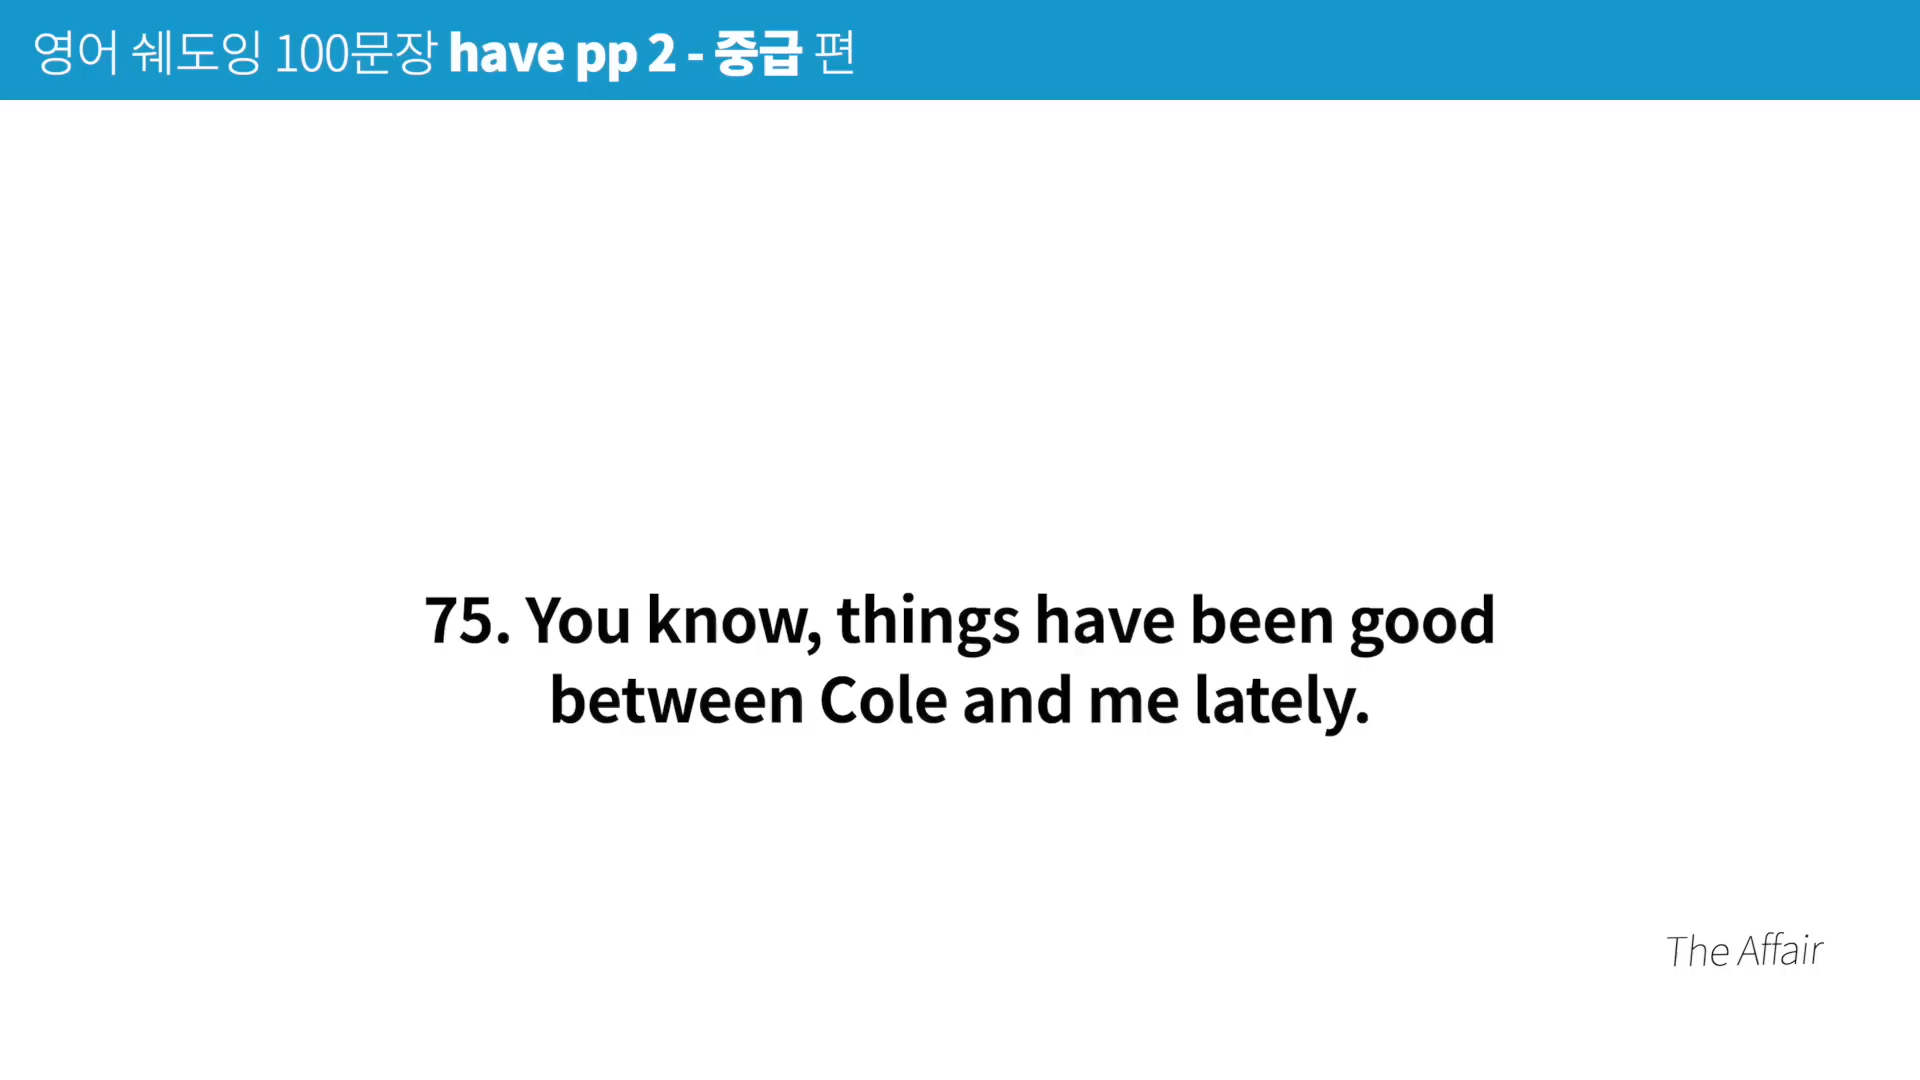 영어 쉐도잉 100문장 have pp 2 - 중급 편
75. You know, things have been good
between Cole and me lately.
The Affair